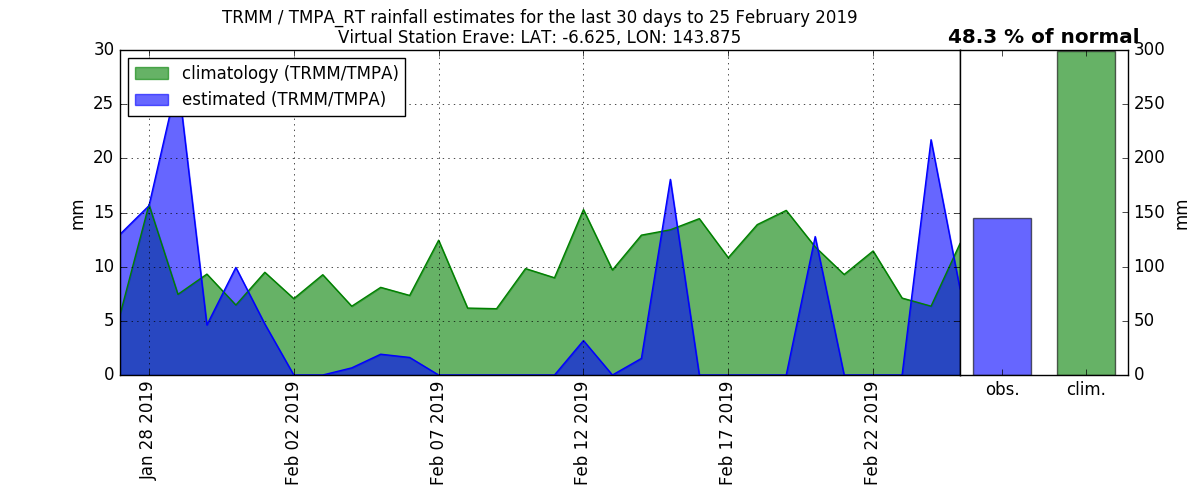 TRMM / TMPA_RT rainfall estimates for the last 30 days to 25 February 2019
Virtual Station Erave: LAT: -6.625, LON: 143.875
48.3 % of normal
climatology (TRMM/TMPA)
estimated (TRMM/TMPA)
30
25
20
15
10
5
0
mm
300
250
200
150
100
50
0
mm
Jan 28 2019
Feb 02 2019
Feb 07 2019
Feb 12 2019
Feb 17 2019
Feb 22 2019
obs.
clim.